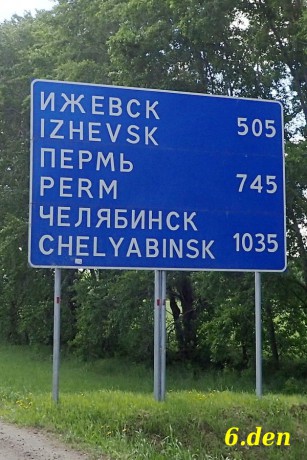 ИЖЕВСК
IZHEVSK 505
ПЕРМЬ
PERM 745
ЧЕЛЯБИНСК
CHELYABINSK 1035
6.den